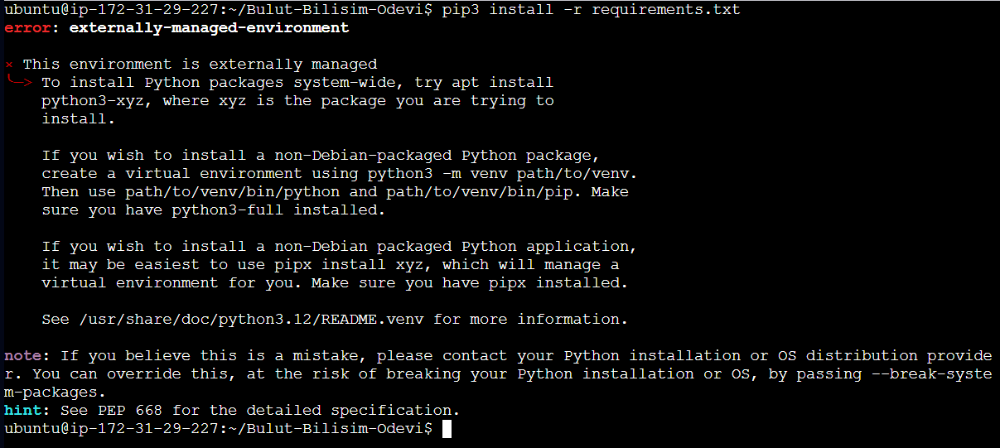 ubuntu@ip-172-31-29-227:~/Bulut-Bilisim-Odevi$ pip3 install -r requirements.txt
error: externally-managed-environment
× This environment is externally managed
╰─> To install Python packages system-wide, try apt install
python3-xyz, where xyz is the package you are trying to
install.
If you wish to install a non-Debian-packaged Python package,
create a virtual environment using python3 -m venv path/to/venv.
Then use path/to/venv/bin/python and path/to/venv/bin/pip. Make
sure you have python3-full installed.
If you wish to install a non-Debian packaged Python application,
it may be easiest to use pipx install xyz, which will manage a
virtual environment for you. Make sure you have pipx installed.
See /usr/share/doc/python3.12/README.venv for more information.
note: If you believe this is a mistake, please contact your Python installation or OS distribution provide
r. You can override this, at the risk of breaking your Python installation or OS, by passing --break-syste
m-packages.
hint: See PEP 668 for the detailed specification.
ubuntu@ip-172-31-29-227:~/Bulut-Bilisim-Odevi$